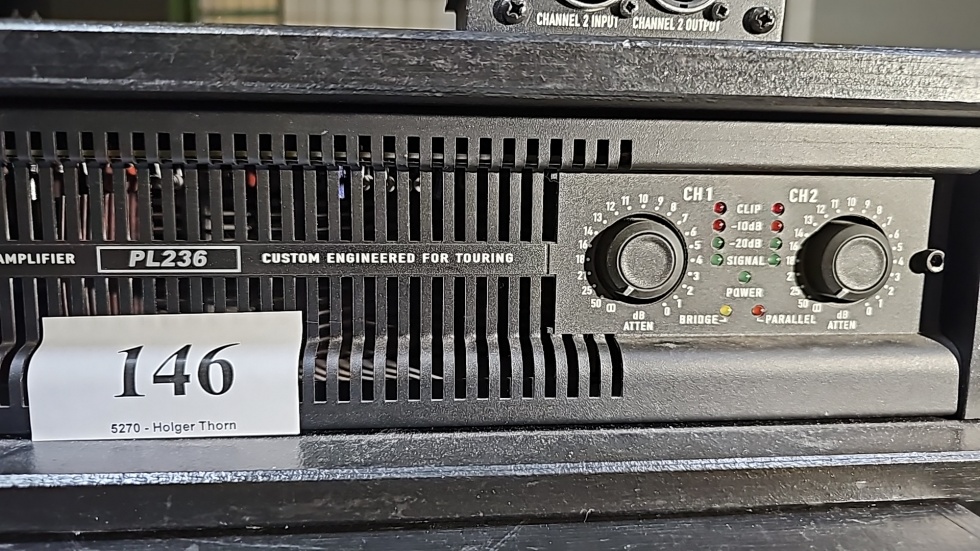 CHANNEL 2 INPUT
CHANNEL 2 OUTPUT
AMPLIFIER
PL236
CUSTOM ENGINEERED FOR TOURING
CH1
CH2
CLIP
-10dB
-20dB
SIGNAL
POWER
BRIDGE
PARALLEL
dB
ATTEN
dB
ATTEN
146
5270 - Holger Thorn